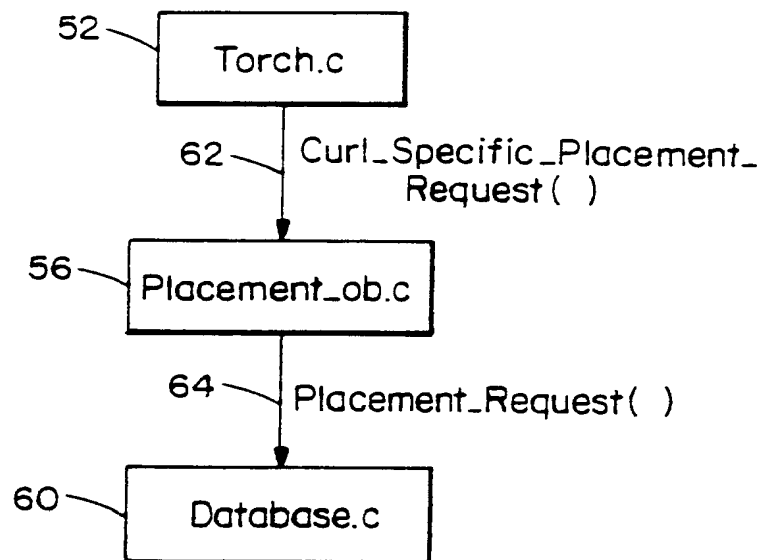 52
Torch.c
62
Curl_Specific_Placement_
Request( )
56
Placement_ob.c
64
Placement_Request( )
60
Database.c